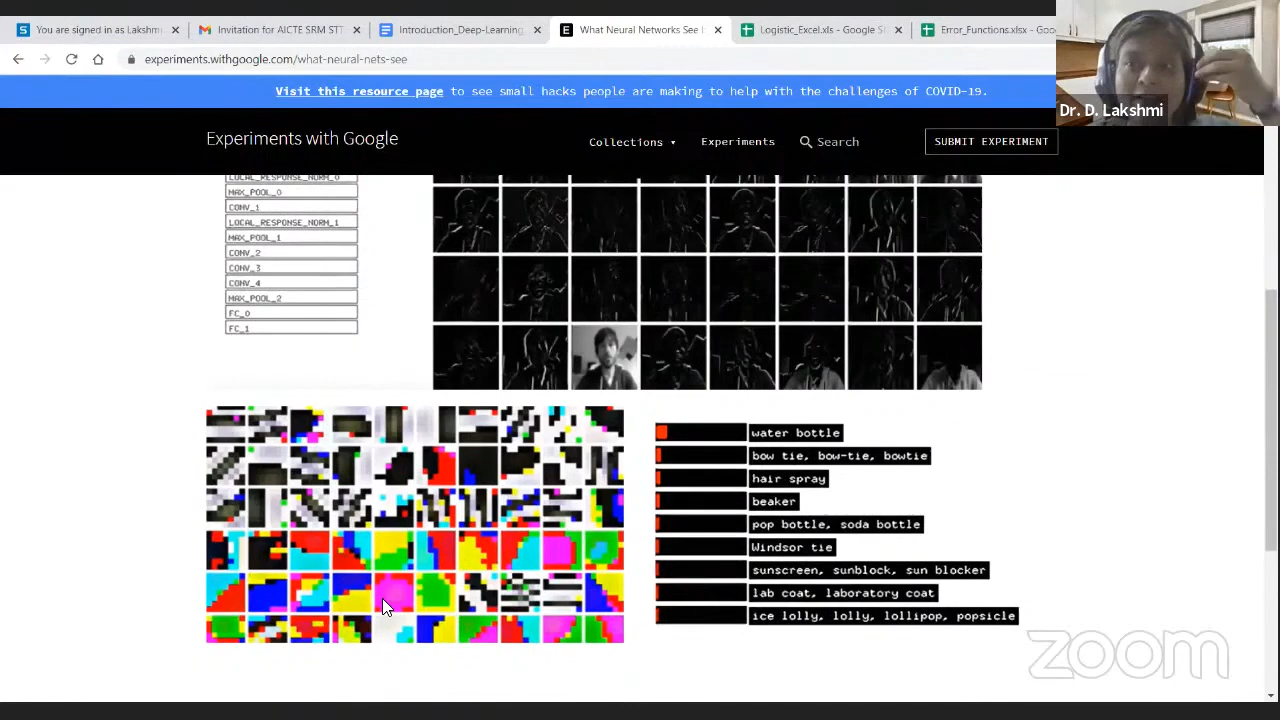 You are signed in as Lakshm
Invitation for AICTE SRM STT
Introduction_Deep-Learning
What Neural Networks See
Logistic_Excel.xls - Google
Error_Functions.xlsx - Goo
experiments.withgoogle.com/what-neural-nets-see
Visit this resource page to see small hacks people are making to help with the challenges of COVID-19.
Dr. D. Lakshmi
Experiments with Google
Collections
Experiments
Search
SUBMIT EXPERIMENT
LOCAL_RESPONSE_NORM_0
MAX_POOL_0
CONV_1
LOCAL_RESPONSE_NORM_1
MAX_POOL_1
CONV_2
CONV_3
CONV_4
MAX_POOL_2
FC_0
FC_1
water bottle
bow tie, bow-tie, bowtie
hair spray
beaker
pop bottle, soda bottle
Windsor tie
sunscreen, sunblock, sun blocker
lab coat, laboratory coat
ice lolly, lolly, lollipop, popsicle
zoom